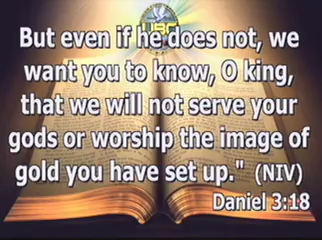 UBF
But even if he does not, we
want you to know, O king,
that we will not serve your
gods or worship the image of
gold you have set up." (NIV)
Daniel 3:18